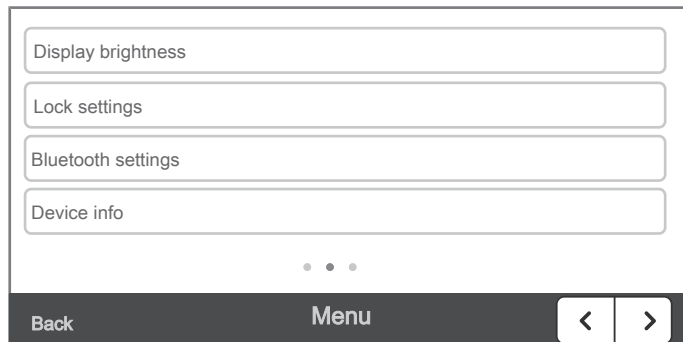 Display brightness
Lock settings
Bluetooth settings
Device info
Back
Menu